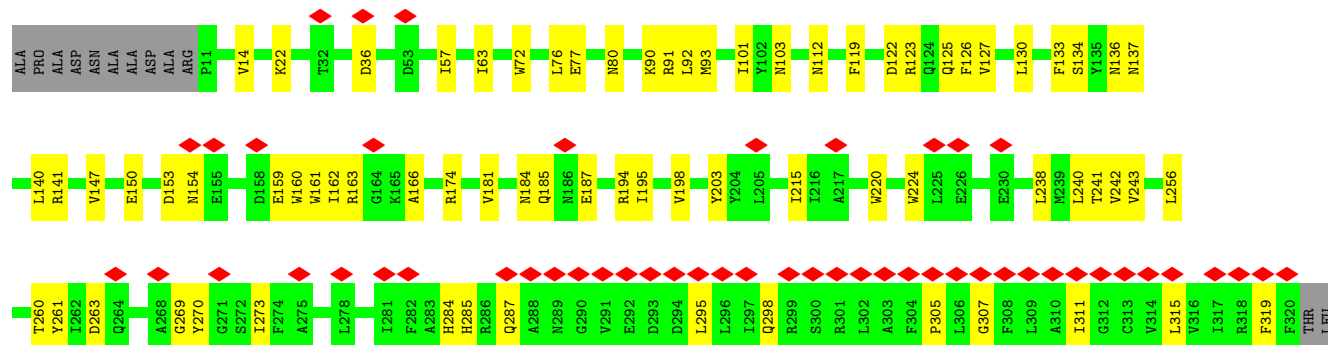 ALA PRO ALA ASP ASN ALA ALA ASP ALA ARG P11 V14 K22 T32 D36 D53 I57 I63 W72 L76 E77 N80 K90 R91 L92 M93 I101 Y102 N103 N112 F119 D122 R123 Q124 Q125 F126 V127 L130 F133 S134 Y135 N136 N137
L140 R141 V147 E150 D153 N154 E155 D158 E159 W160 W161 I162 R163 G164 K165 A166 R174 V181 N184 Q185 N186 E187 R194 I195 V198 Y203 Y204 L205 I215 I216 A217 W220 W224 L225 E226 E230 L238 M239 L240 T241 V242 V243 L256
T260 Y261 I262 D263 Q264 A268 G269 Y270 G271 S272 I273 F274 A275 L278 I281 F282 A283 H284 H285 R286 Q287 A288 N289 G290 V291 E292 D293 D294 L295 L296 I297 Q298 R299 S300 R301 L302 A303 F304 P305 L306 G307 F308 L309 A310 I311 G312 C313 V314 L315 V316 I317 R318 F319 F320 THR LEU